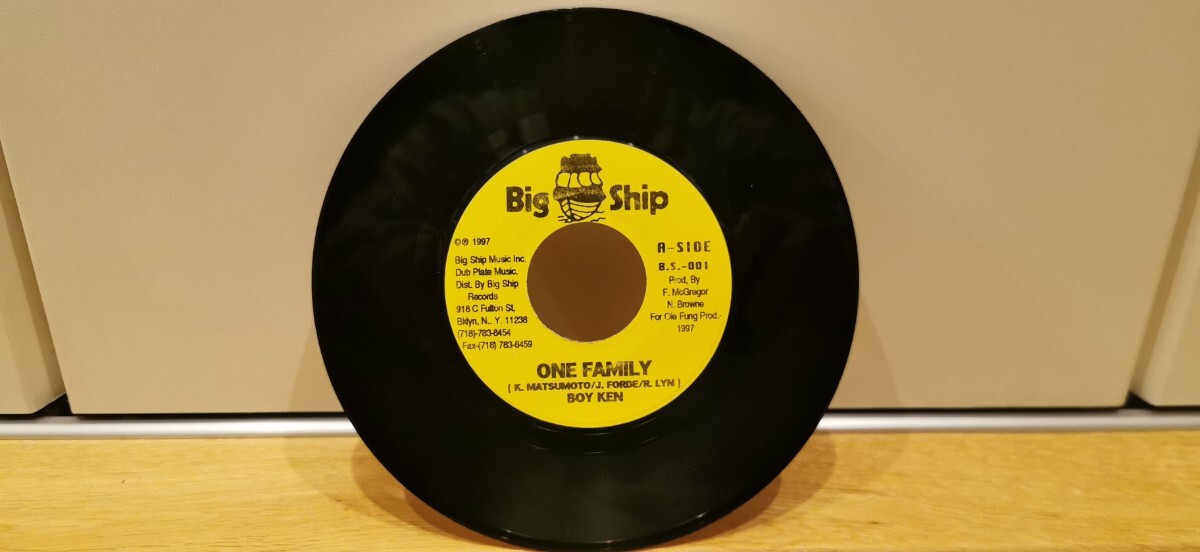 Big Ship
©℗ 1997
Big Ship Music Inc.
Dub Plate Music.
Dist. By Big Ship
Records
918 C Fulton St,
Bklyn, N.. Y. 11238
(718)-783-6454
Fax-(718) 783-6459
A-SIDE
B.S.-001
Prod, By
F. McGregor
N. Browne
For Ole Fung Prod.-
1997
ONE FAMILY
( K. MATSUMOTO/J. FORDE/R. LYN )
BOY KEN